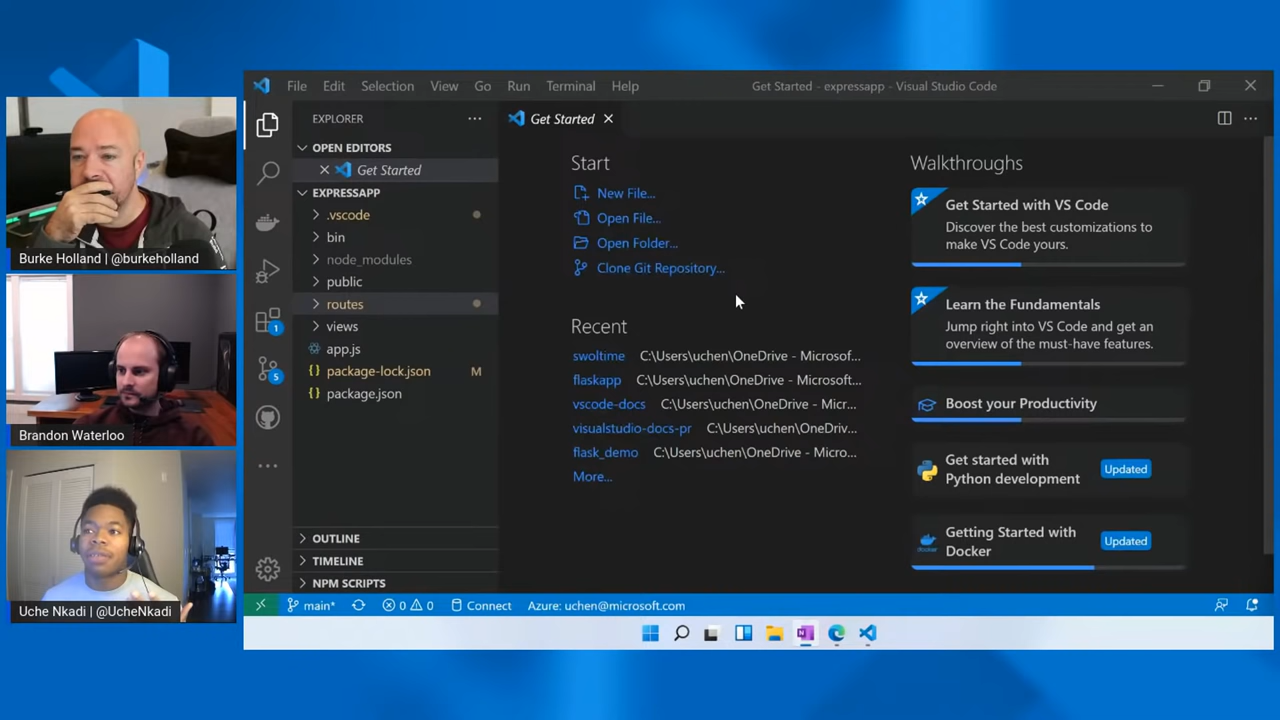 File Edit Selection View Go Run Terminal Help
Get Started - expressapp - Visual Studio Code
EXPLORER
OPEN EDITORS
Get Started
EXPRESSAPP
.vscode
bin
node_modules
public
routes
views
app.js
package-lock.json M
package.json
OUTLINE
TIMELINE
NPM SCRIPTS
1
5
Get Started
Start
New File...
Open File...
Open Folder...
Clone Git Repository...
Recent
swoltime C:\Users\uchen\OneDrive - Microsof...
flaskapp C:\Users\uchen\OneDrive - Microsoft...
vscode-docs C:\Users\uchen\OneDrive - Micr...
visualstudio-docs-pr C:\Users\uchen\OneDriv...
flask_demo C:\Users\uchen\OneDrive - Micro...
More...
Walkthroughs
Get Started with VS Code
Discover the best customizations to
make VS Code yours.
Learn the Fundamentals
Jump right into VS Code and get an
overview of the must-have features.
Boost your Productivity
Get started with
Python development
Updated
Getting Started with
Docker
Updated
main* 0 0 Connect Azure: uchen@microsoft.com
Burke Holland | @burkeholland
Brandon Waterloo
Uche Nkadi | @UcheNkadi